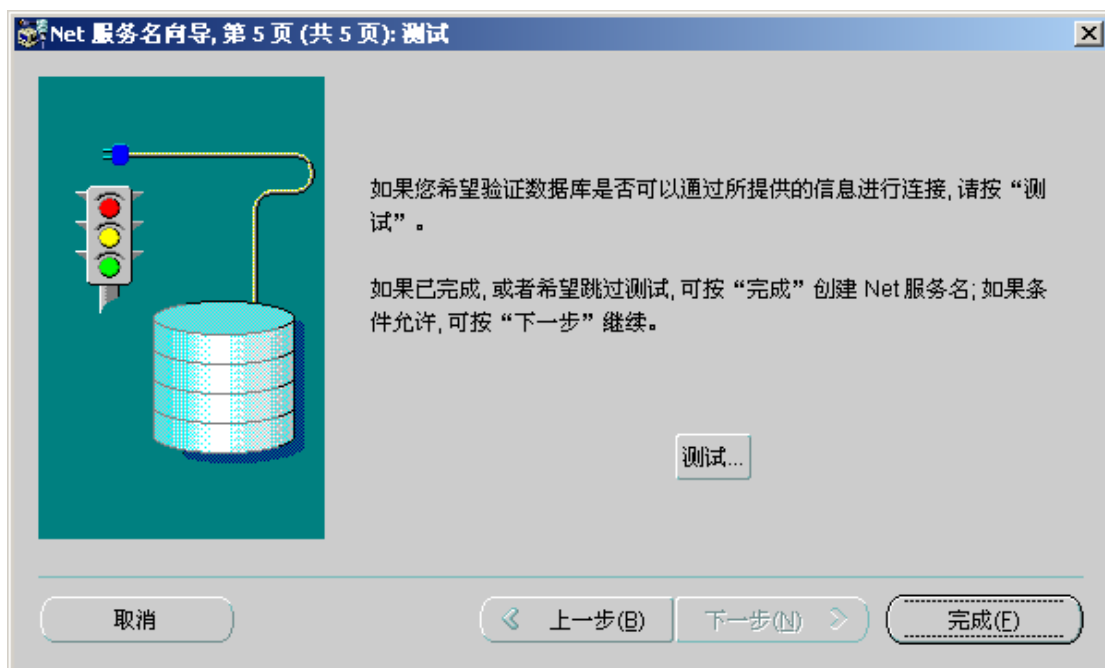 Net 服务名向导, 第 5 页 (共 5 页): 测试
如果您希望验证数据库是否可以通过所提供的信息进行连接, 请按“测
试”。
如果已完成, 或者希望跳过测试, 可按“完成”创建 Net 服务名; 如果条
件允许, 可按“下一步”继续。
测试...
取消
上一步(B)
下一步(N)
完成(F)